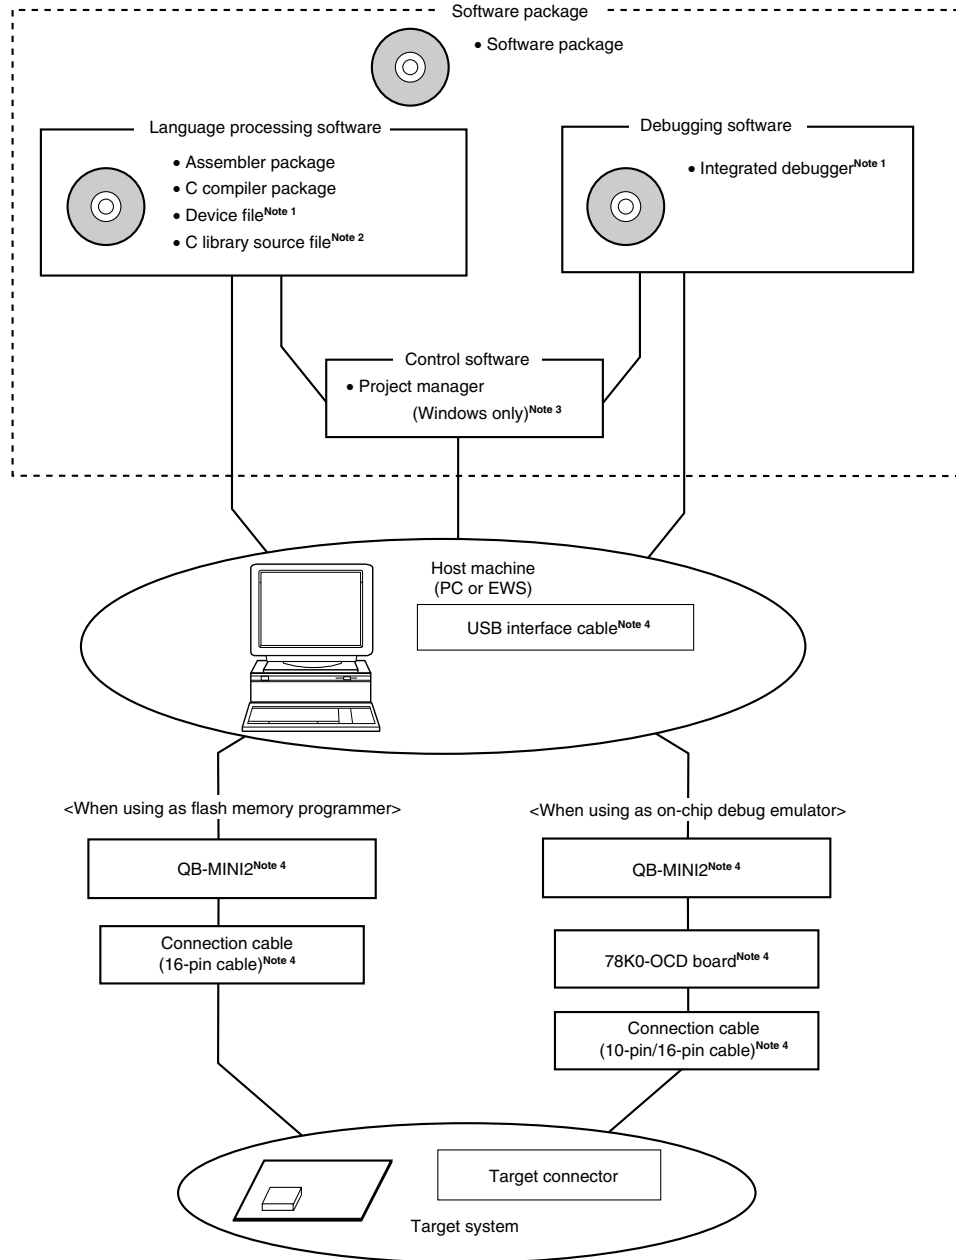 Software package
• Software package
Language processing software
• Assembler package
• C compiler package
• Device fileNote 1
• C library source fileNote 2
Debugging software
• Integrated debuggerNote 1
Control software
• Project manager
(Windows only)Note 3
Host machine
(PC or EWS)
USB interface cableNote 4
<When using as flash memory programmer>
QB-MINI2Note 4
Connection cable
(16-pin cable)Note 4
<When using as on-chip debug emulator>
QB-MINI2Note 4
78K0-OCD boardNote 4
Connection cable
(10-pin/16-pin cable)Note 4
Target connector
Target system